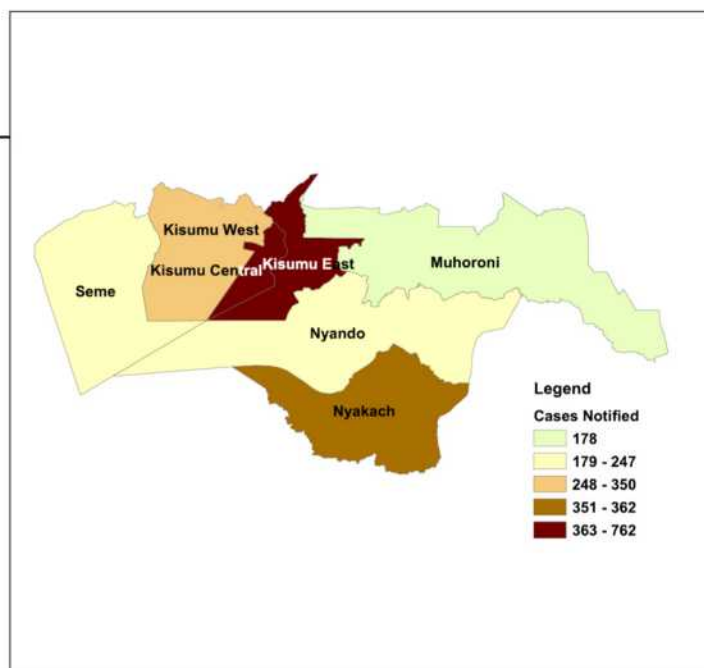 Kisumu West
Kisumu Central
Kisumu East
Muhoroni
Seme
Nyando
Nyakach
Legend
Cases Notified
178
179 - 247
248 - 350
351 - 362
363 - 762